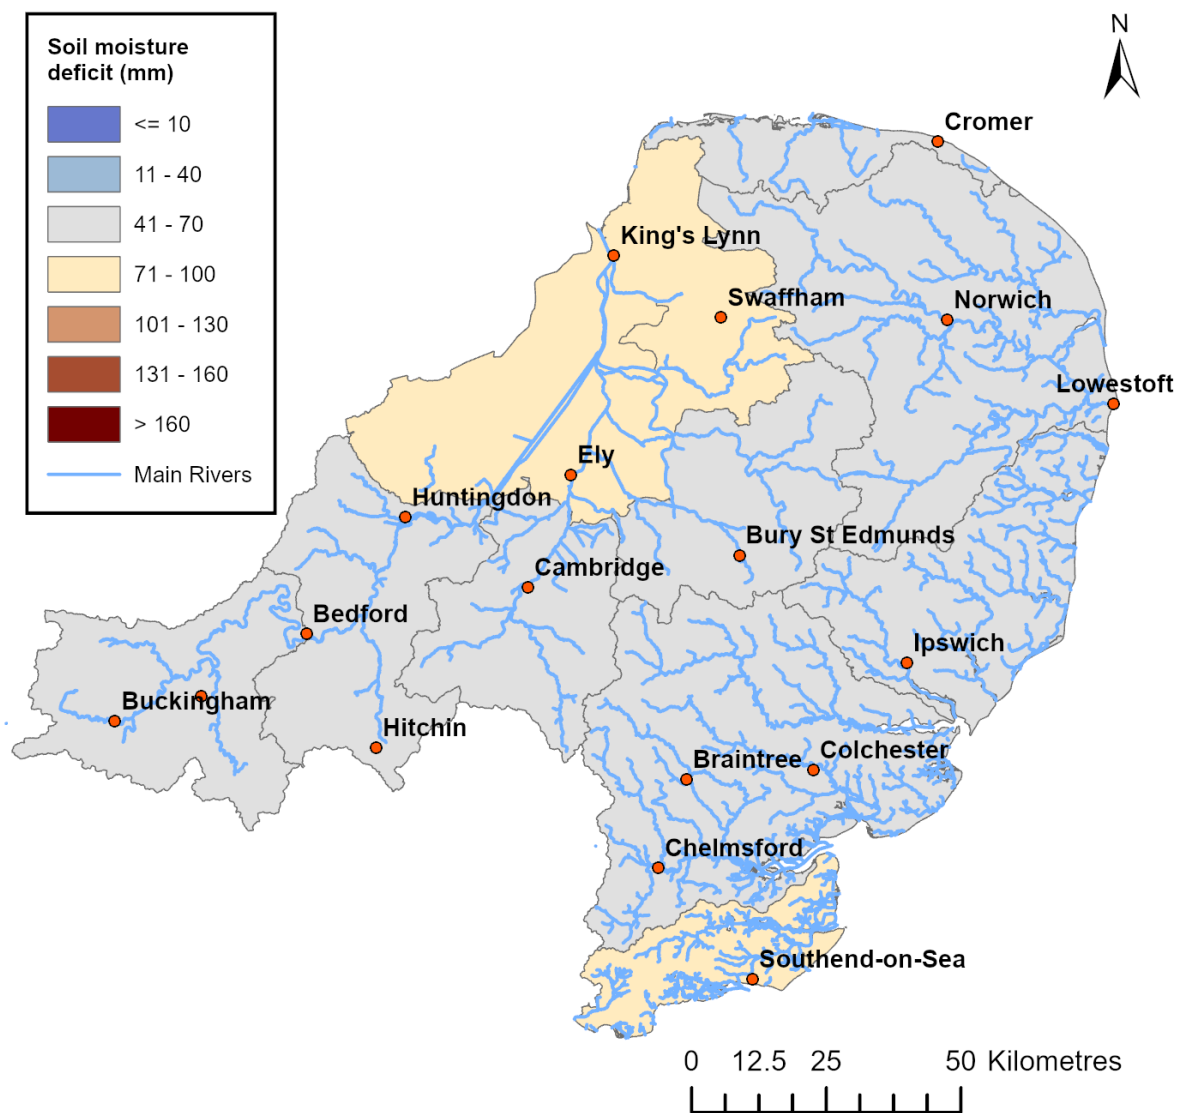 Soil moisture
deficit (mm)
<= 10
11 - 40
41 - 70
71 - 100
101 - 130
131 - 160
> 160
Main Rivers
N
Cromer
King's Lynn
Swaffham
Norwich
Lowestoft
Ely
Huntingdon
Bury St Edmunds
Cambridge
Bedford
Ipswich
Buckingham
Hitchin
Braintree
Colchester
Chelmsford
Southend-on-Sea
0 12.5 25 50 Kilometres